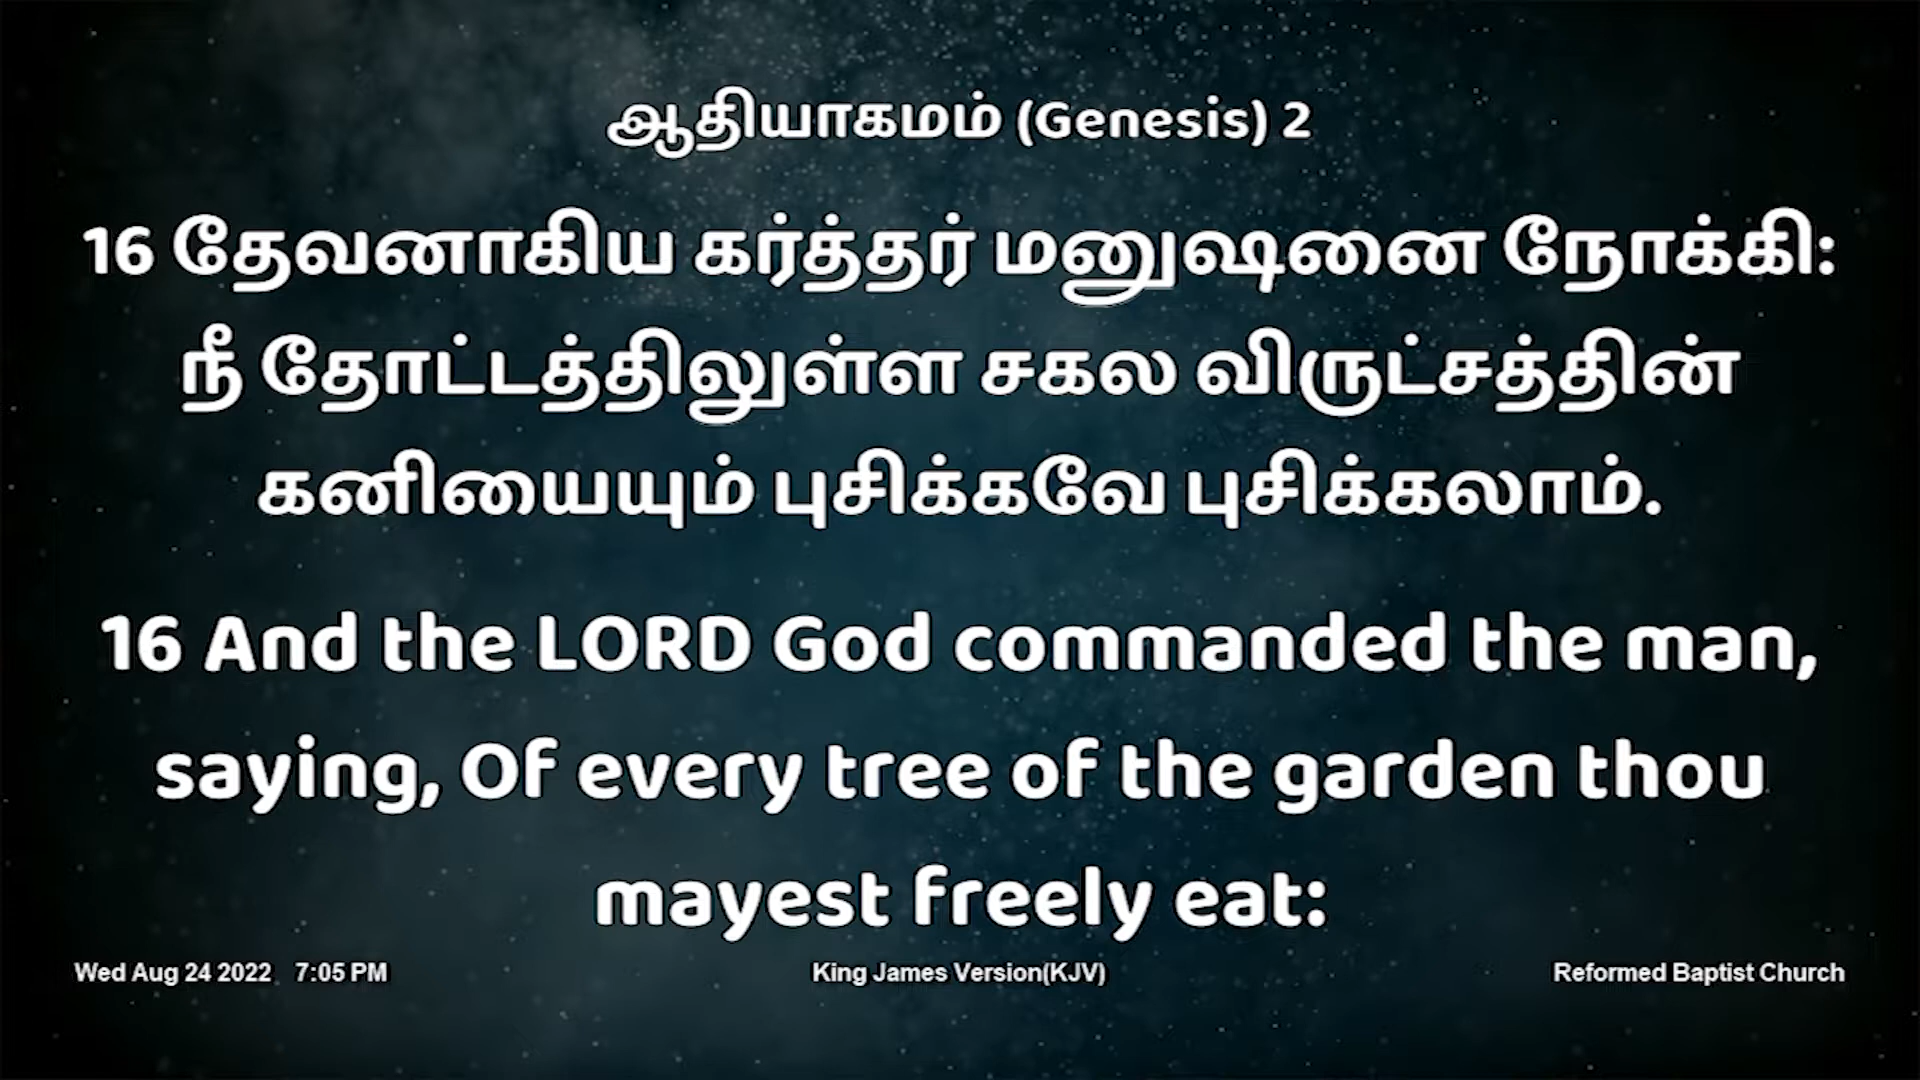 ஆதியாகமம் (Genesis) 2
16 தேவனாகிய கர்த்தர் மனுஷனை நோக்கி:
நீ தோட்டத்திலுள்ள சகல விருட்சத்தின்
கனியையும் புசிக்கவே புசிக்கலாம்.
16 And the LORD God commanded the man,
saying, Of every tree of the garden thou
mayest freely eat:
Wed Aug 24 2022 7:05 PM King James Version(KJV) Reformed Baptist Church